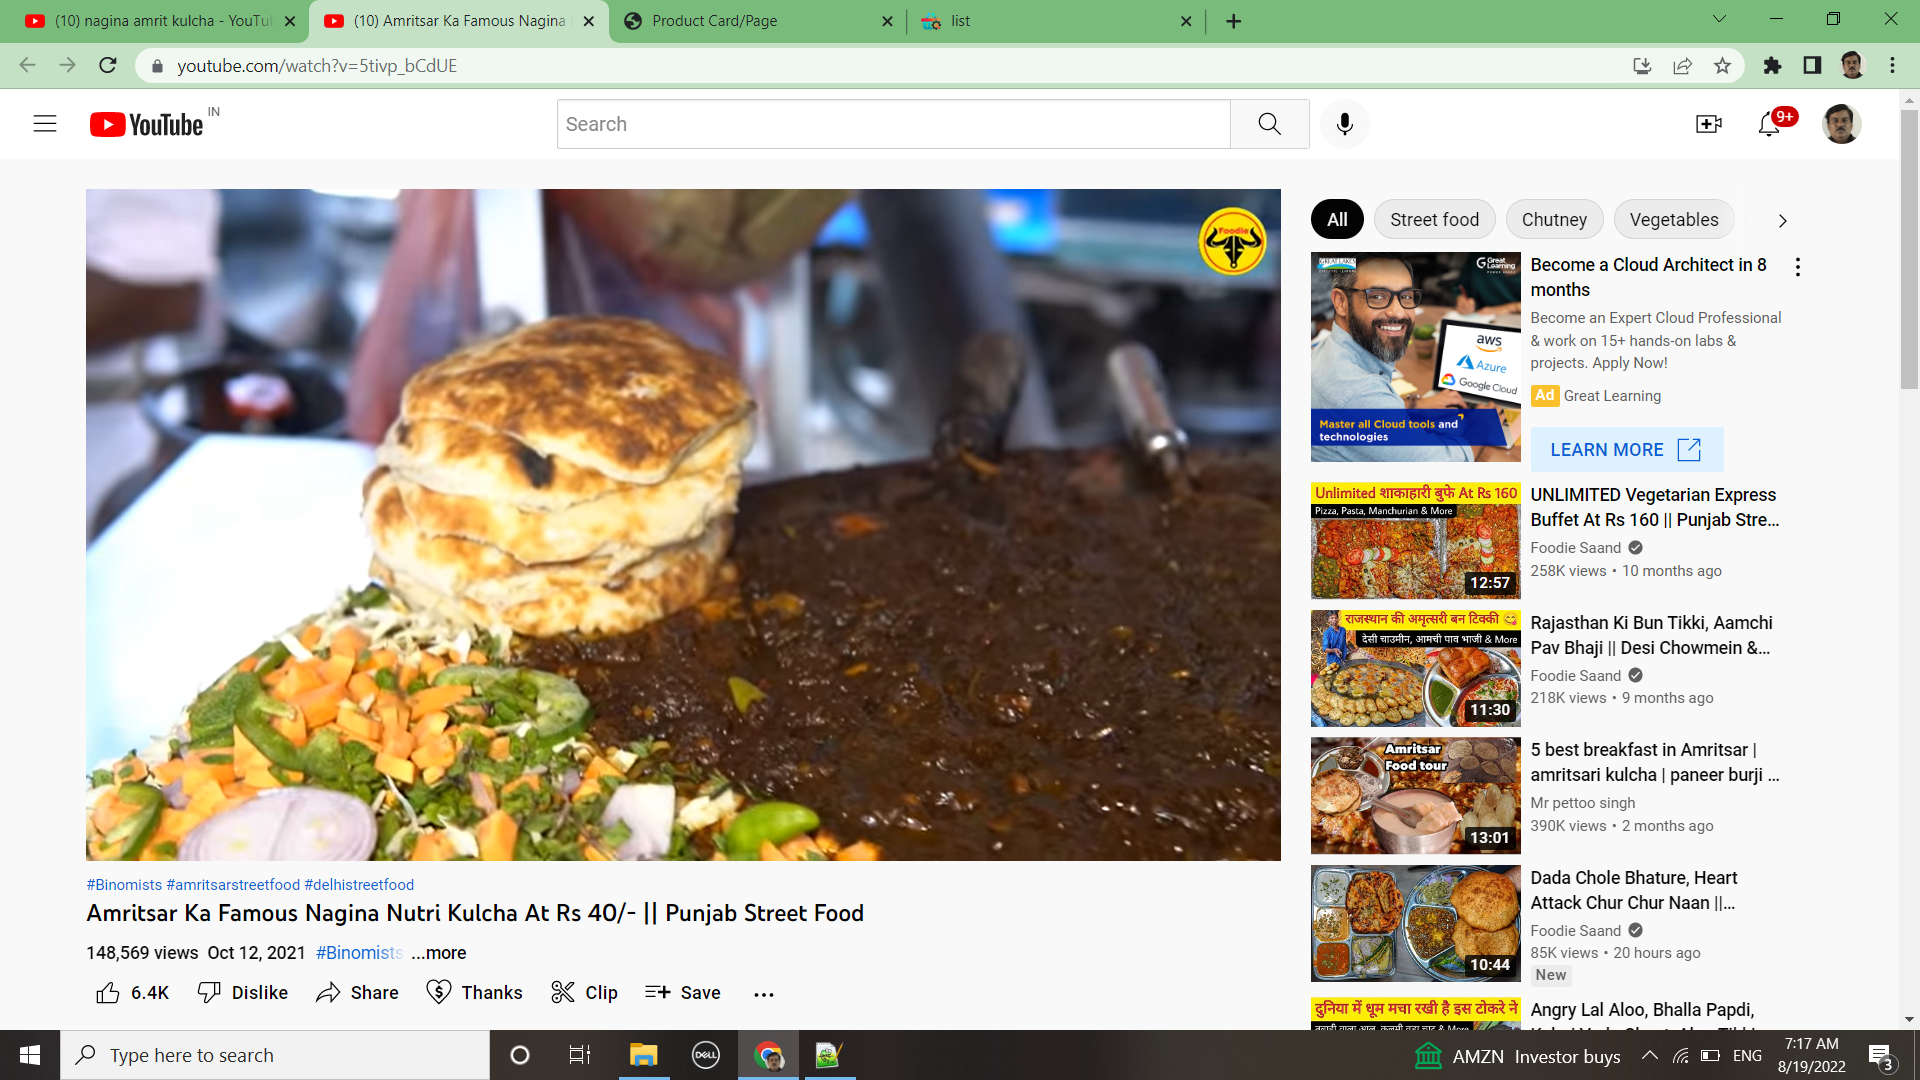 (10) nagina amrit kulcha - YouTu
(10) Amritsar Ka Famous Nagina
Product Card/Page
list
youtube.com/watch?v=5tivp_bCdUE
YouTube IN
Search
9+
Foodie
All
Street food
Chutney
Vegetables
Great Learning
aws
Azure
Google Cloud
Master all Cloud tools and
technologies
Become a Cloud Architect in 8
months
Become an Expert Cloud Professional
& work on 15+ hands-on labs &
projects. Apply Now!
Ad Great Learning
LEARN MORE
Unlimited शाकाहारी बुफे At Rs 160
Pizza, Pasta, Manchurian & More
12:57
UNLIMITED Vegetarian Express
Buffet At Rs 160 || Punjab Stre...
Foodie Saand
258K views • 10 months ago
राजस्थान की अमृत्सरी बन टिक्की
देसी चाउमीन, आमची पाव भाजी & More
11:30
Rajasthan Ki Bun Tikki, Aamchi
Pav Bhaji || Desi Chowmein &...
Foodie Saand
218K views • 9 months ago
Amritsar
Food tour
13:01
5 best breakfast in Amritsar |
amritsari kulcha | paneer burji ...
Mr pettoo singh
390K views • 2 months ago
10:44
Dada Chole Bhature, Heart
Attack Chur Chur Naan ||...
Foodie Saand
85K views • 20 hours ago
New
दुनिया में धूम मचा रखी है इस टोकरे ने
Angry Lal Aloo, Bhalla Papdi,
#Binomists #amritsarstreetfood #delhistreetfood
Amritsar Ka Famous Nagina Nutri Kulcha At Rs 40/- || Punjab Street Food
148,569 views Oct 12, 2021 #Binomists ...more
6.4K
Dislike
Share
Thanks
Clip
Save
Type here to search
DELL
AMZN Investor buys
ENG
7:17 AM
8/19/2022
3